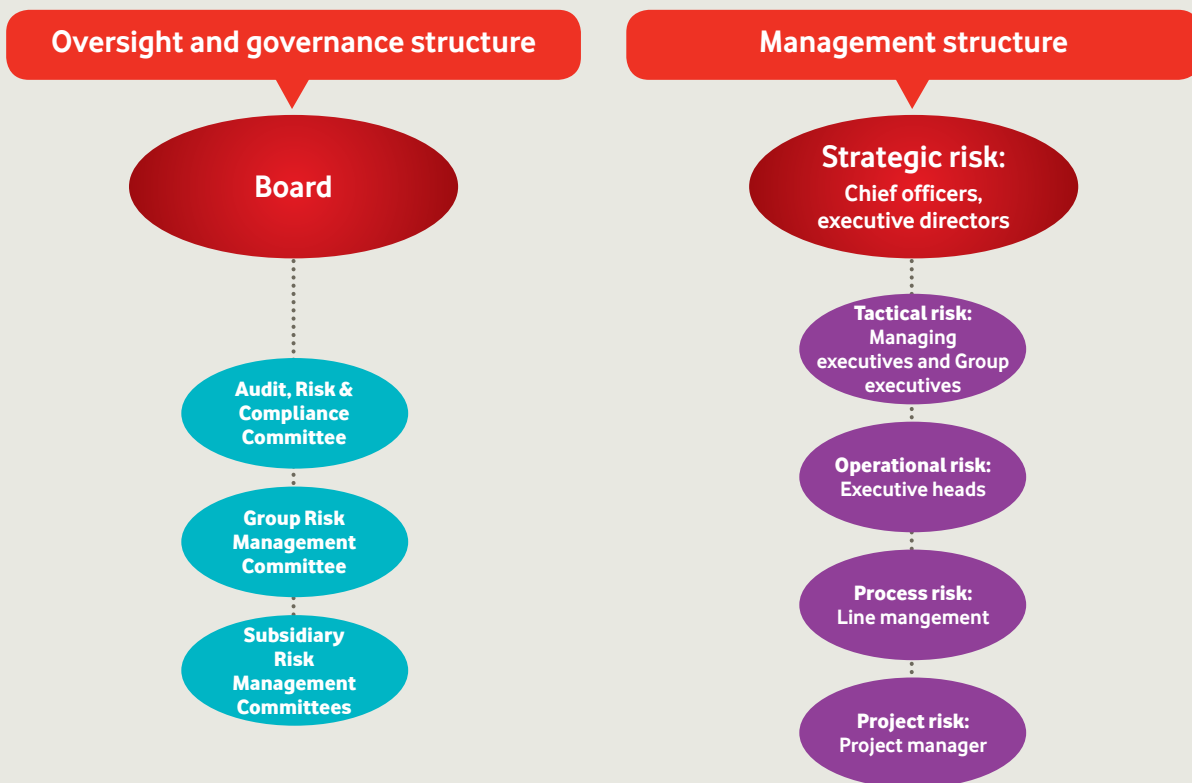 Oversight and governance structure
Board
Audit, Risk &
Compliance
Committee
Group Risk
Management
Committee
Subsidiary
Risk
Management
Committees
Management structure
Strategic risk:
Chief officers,
executive directors
Tactical risk:
Managing
executives and Group
executives
Operational risk:
Executive heads
Process risk:
Line mangement
Project risk:
Project manager